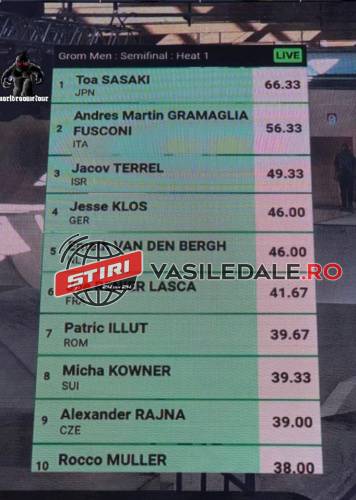 Grom Men : Semifinal : Heat 1 LIVE
1 Toa SASAKI 66.33
JPN
2 Andres Martin GRAMAGLIA
FUSCONI 56.33
ITA
3 Jacov TERREL 49.33
ISR
4 Jesse KLOS 46.00
GER
5 VAN DEN BERGH 46.00
STIRI VASILEDALE.RO
6 LASCA 41.67
7 Patric ILLUT 39.67
ROM
8 Micha KOWNER 39.33
SUI
9 Alexander RAJNA 39.00
CZE
10 Rocco MULLER 38.00